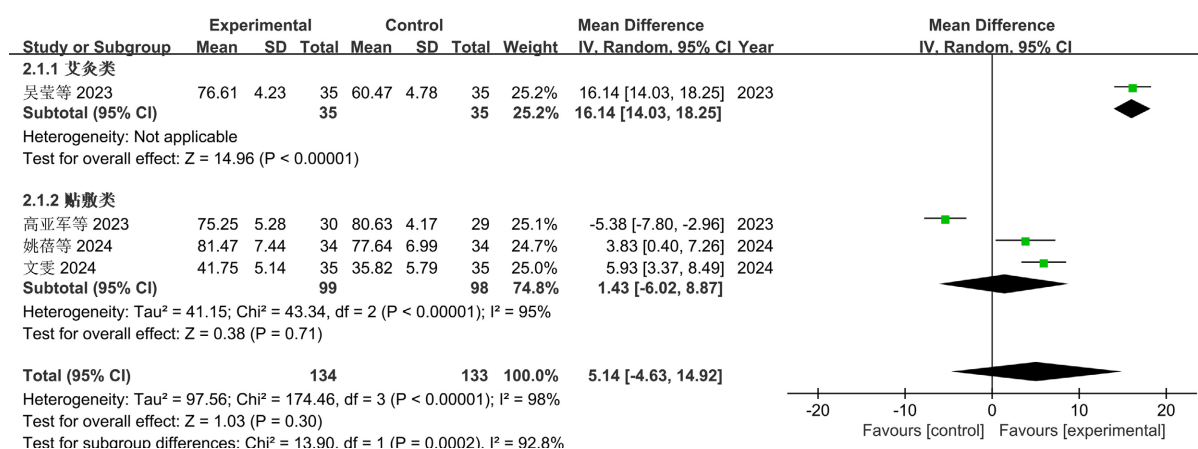 Experimental Control Mean Difference Mean Difference
Study or Subgroup Mean SD Total Mean SD Total Weight IV, Random, 95% CI Year IV, Random, 95% CI
2.1.1 艾灸类
吴莹等 2023 76.61 4.23 35 60.47 4.78 35 25.2% 16.14 [14.03, 18.25] 2023
Subtotal (95% CI) 35 35 25.2% 16.14 [14.03, 18.25]
Heterogeneity: Not applicable
Test for overall effect: Z = 14.96 (P < 0.00001)
2.1.2 贴敷类
高亚军等 2023 75.25 5.28 30 80.63 4.17 29 25.1% -5.38 [-7.80, -2.96] 2023
姚蓓等 2024 81.47 7.44 34 77.64 6.99 34 24.7% 3.83 [0.40, 7.26] 2024
文雯 2024 41.75 5.14 35 35.82 5.79 35 25.0% 5.93 [3.37, 8.49] 2024
Subtotal (95% CI) 99 98 74.8% 1.43 [-6.02, 8.87]
Heterogeneity: Tau² = 41.15; Chi² = 43.34, df = 2 (P < 0.00001); I² = 95%
Test for overall effect: Z = 0.38 (P = 0.71)
Total (95% CI) 134 133 100.0% 5.14 [-4.63, 14.92]
Heterogeneity: Tau² = 97.56; Chi² = 174.46, df = 3 (P < 0.00001); I² = 98%
Test for overall effect: Z = 1.03 (P = 0.30)
Test for subgroup differences: Chi² = 13.90, df = 1 (P = 0.0002), I² = 92.8%
-20 -10 0 10 20
Favours [control] Favours [experimental]